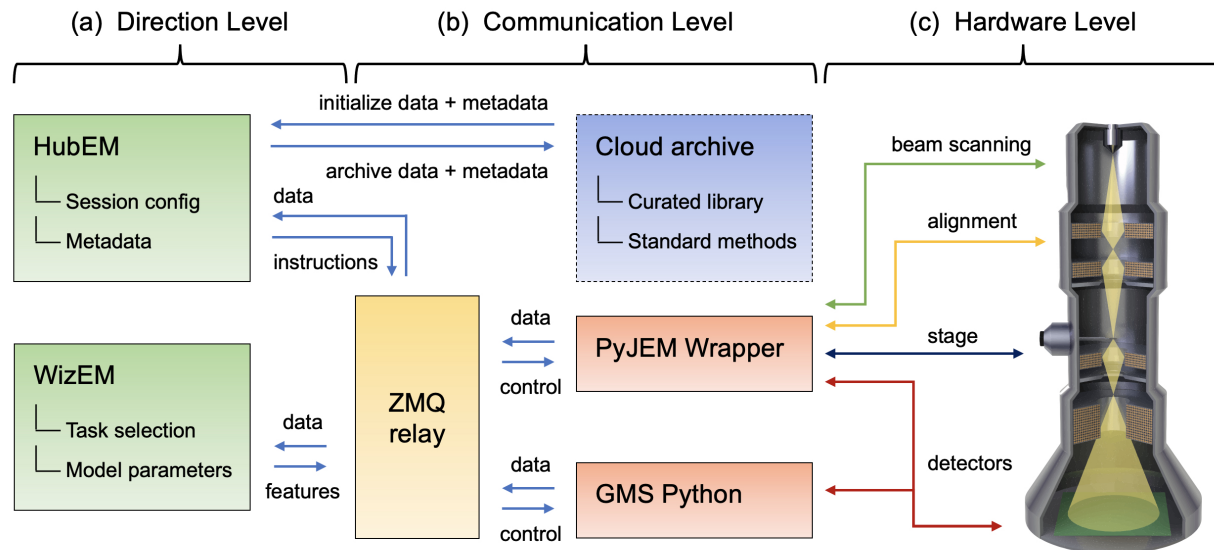 (a) Direction Level
(b) Communication Level
(c) Hardware Level
initialize data + metadata
archive data + metadata
HubEM
Session config
Metadata
data
instructions
Cloud archive
Curated library
Standard methods
WizEM
Task selection
Model parameters
data
features
ZMQ
relay
data
control
PyJEM Wrapper
data
control
GMS Python
beam scanning
alignment
stage
detectors